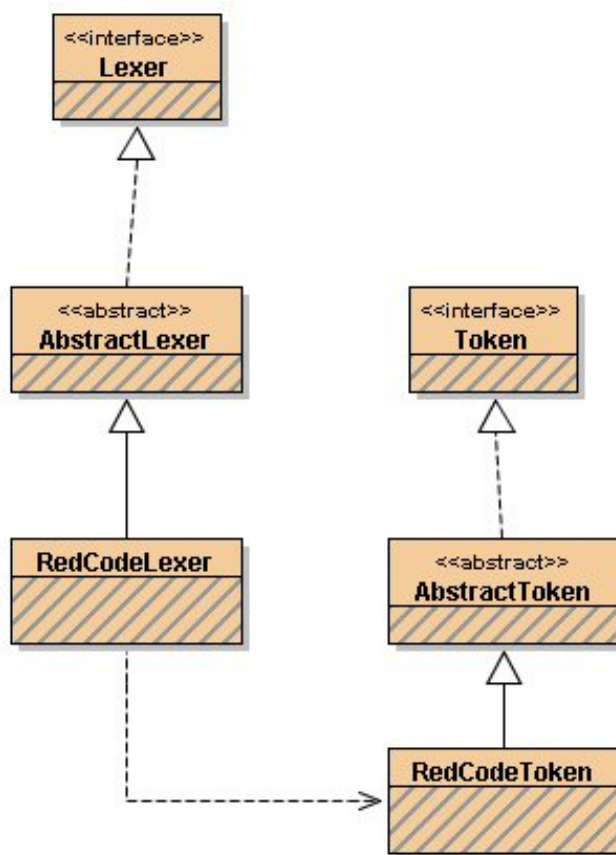 <<interface>>
Lexer
<<abstract>>
AbstractLexer
<<interface>>
Token
RedCodeLexer
<<abstract>>
AbstractToken
RedCodeToken